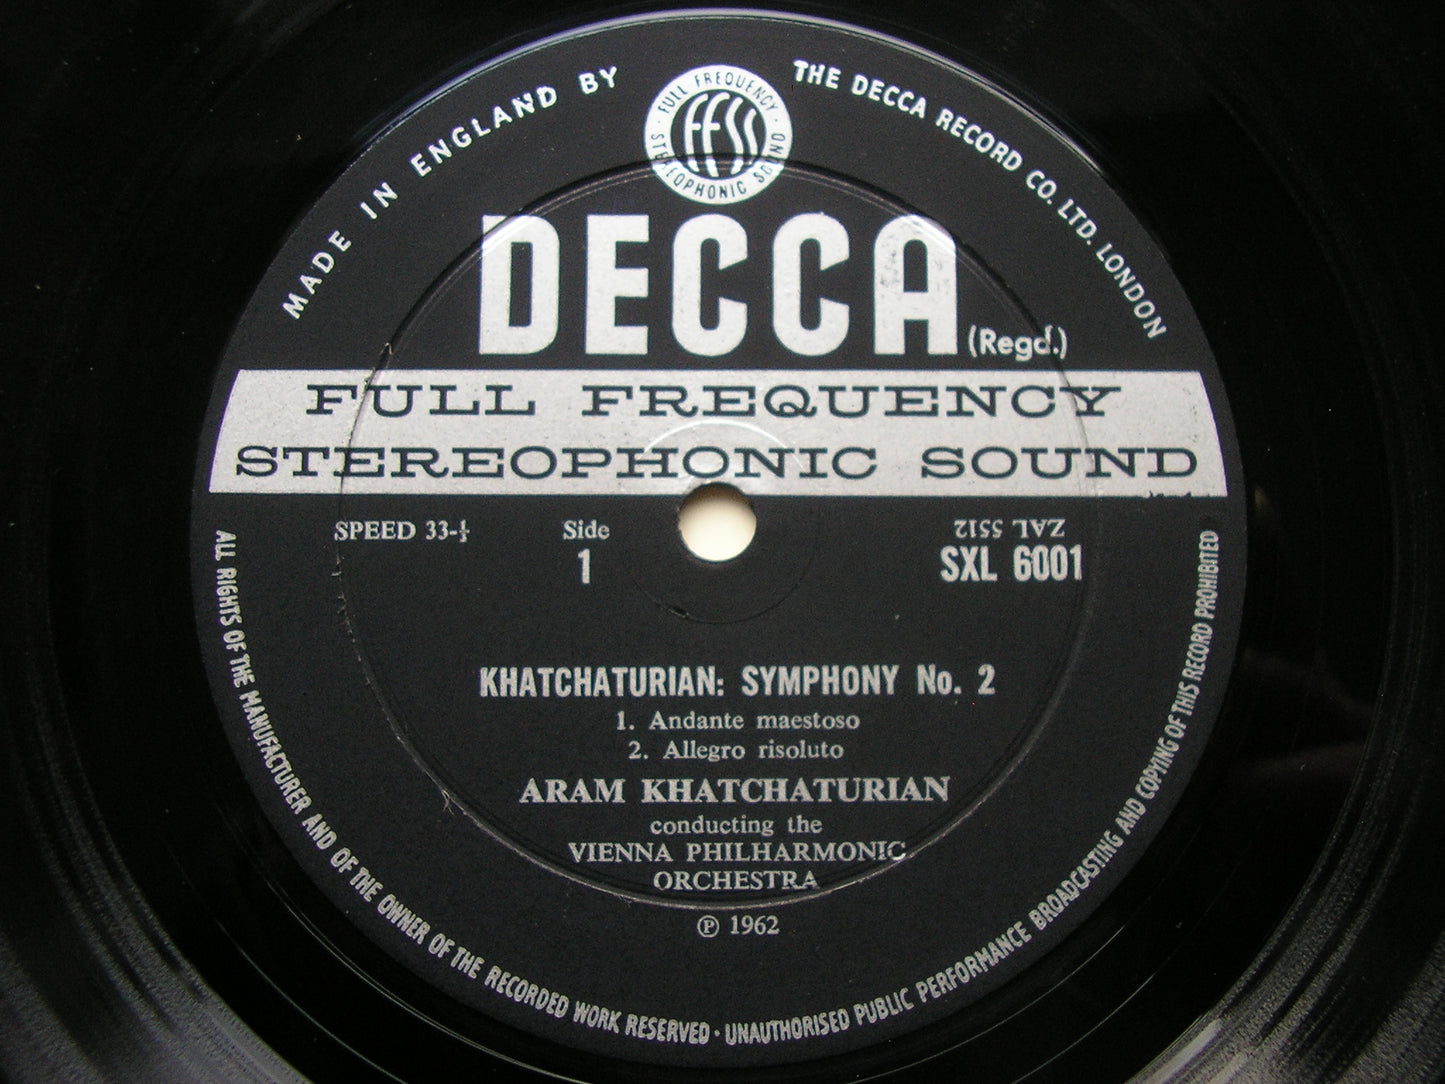 MADE IN ENGLAND BY
THE DECCA RECORD CO. LTD. LONDON
· FULL FREQUENCY ·
STEREOPHONIC SOUND
FFSS
DECCA (Regd.)
FULL FREQUENCY
STEREOPHONIC SOUND
SPEED 33-⅓
Side
1
ZAL 5512
SXL 6001
KHATCHATURIAN: SYMPHONY No. 2
1. Andante maestoso
2. Allegro risoluto
ARAM KHATCHATURIAN
conducting the
VIENNA PHILHARMONIC
ORCHESTRA
℗ 1962
ALL RIGHTS OF THE MANUFACTURER AND OF THE OWNER OF THE RECORDED WORK RESERVED · UNAUTHORISED PUBLIC PERFORMANCE BROADCASTING AND COPYING OF THIS RECORD PROHIBITED